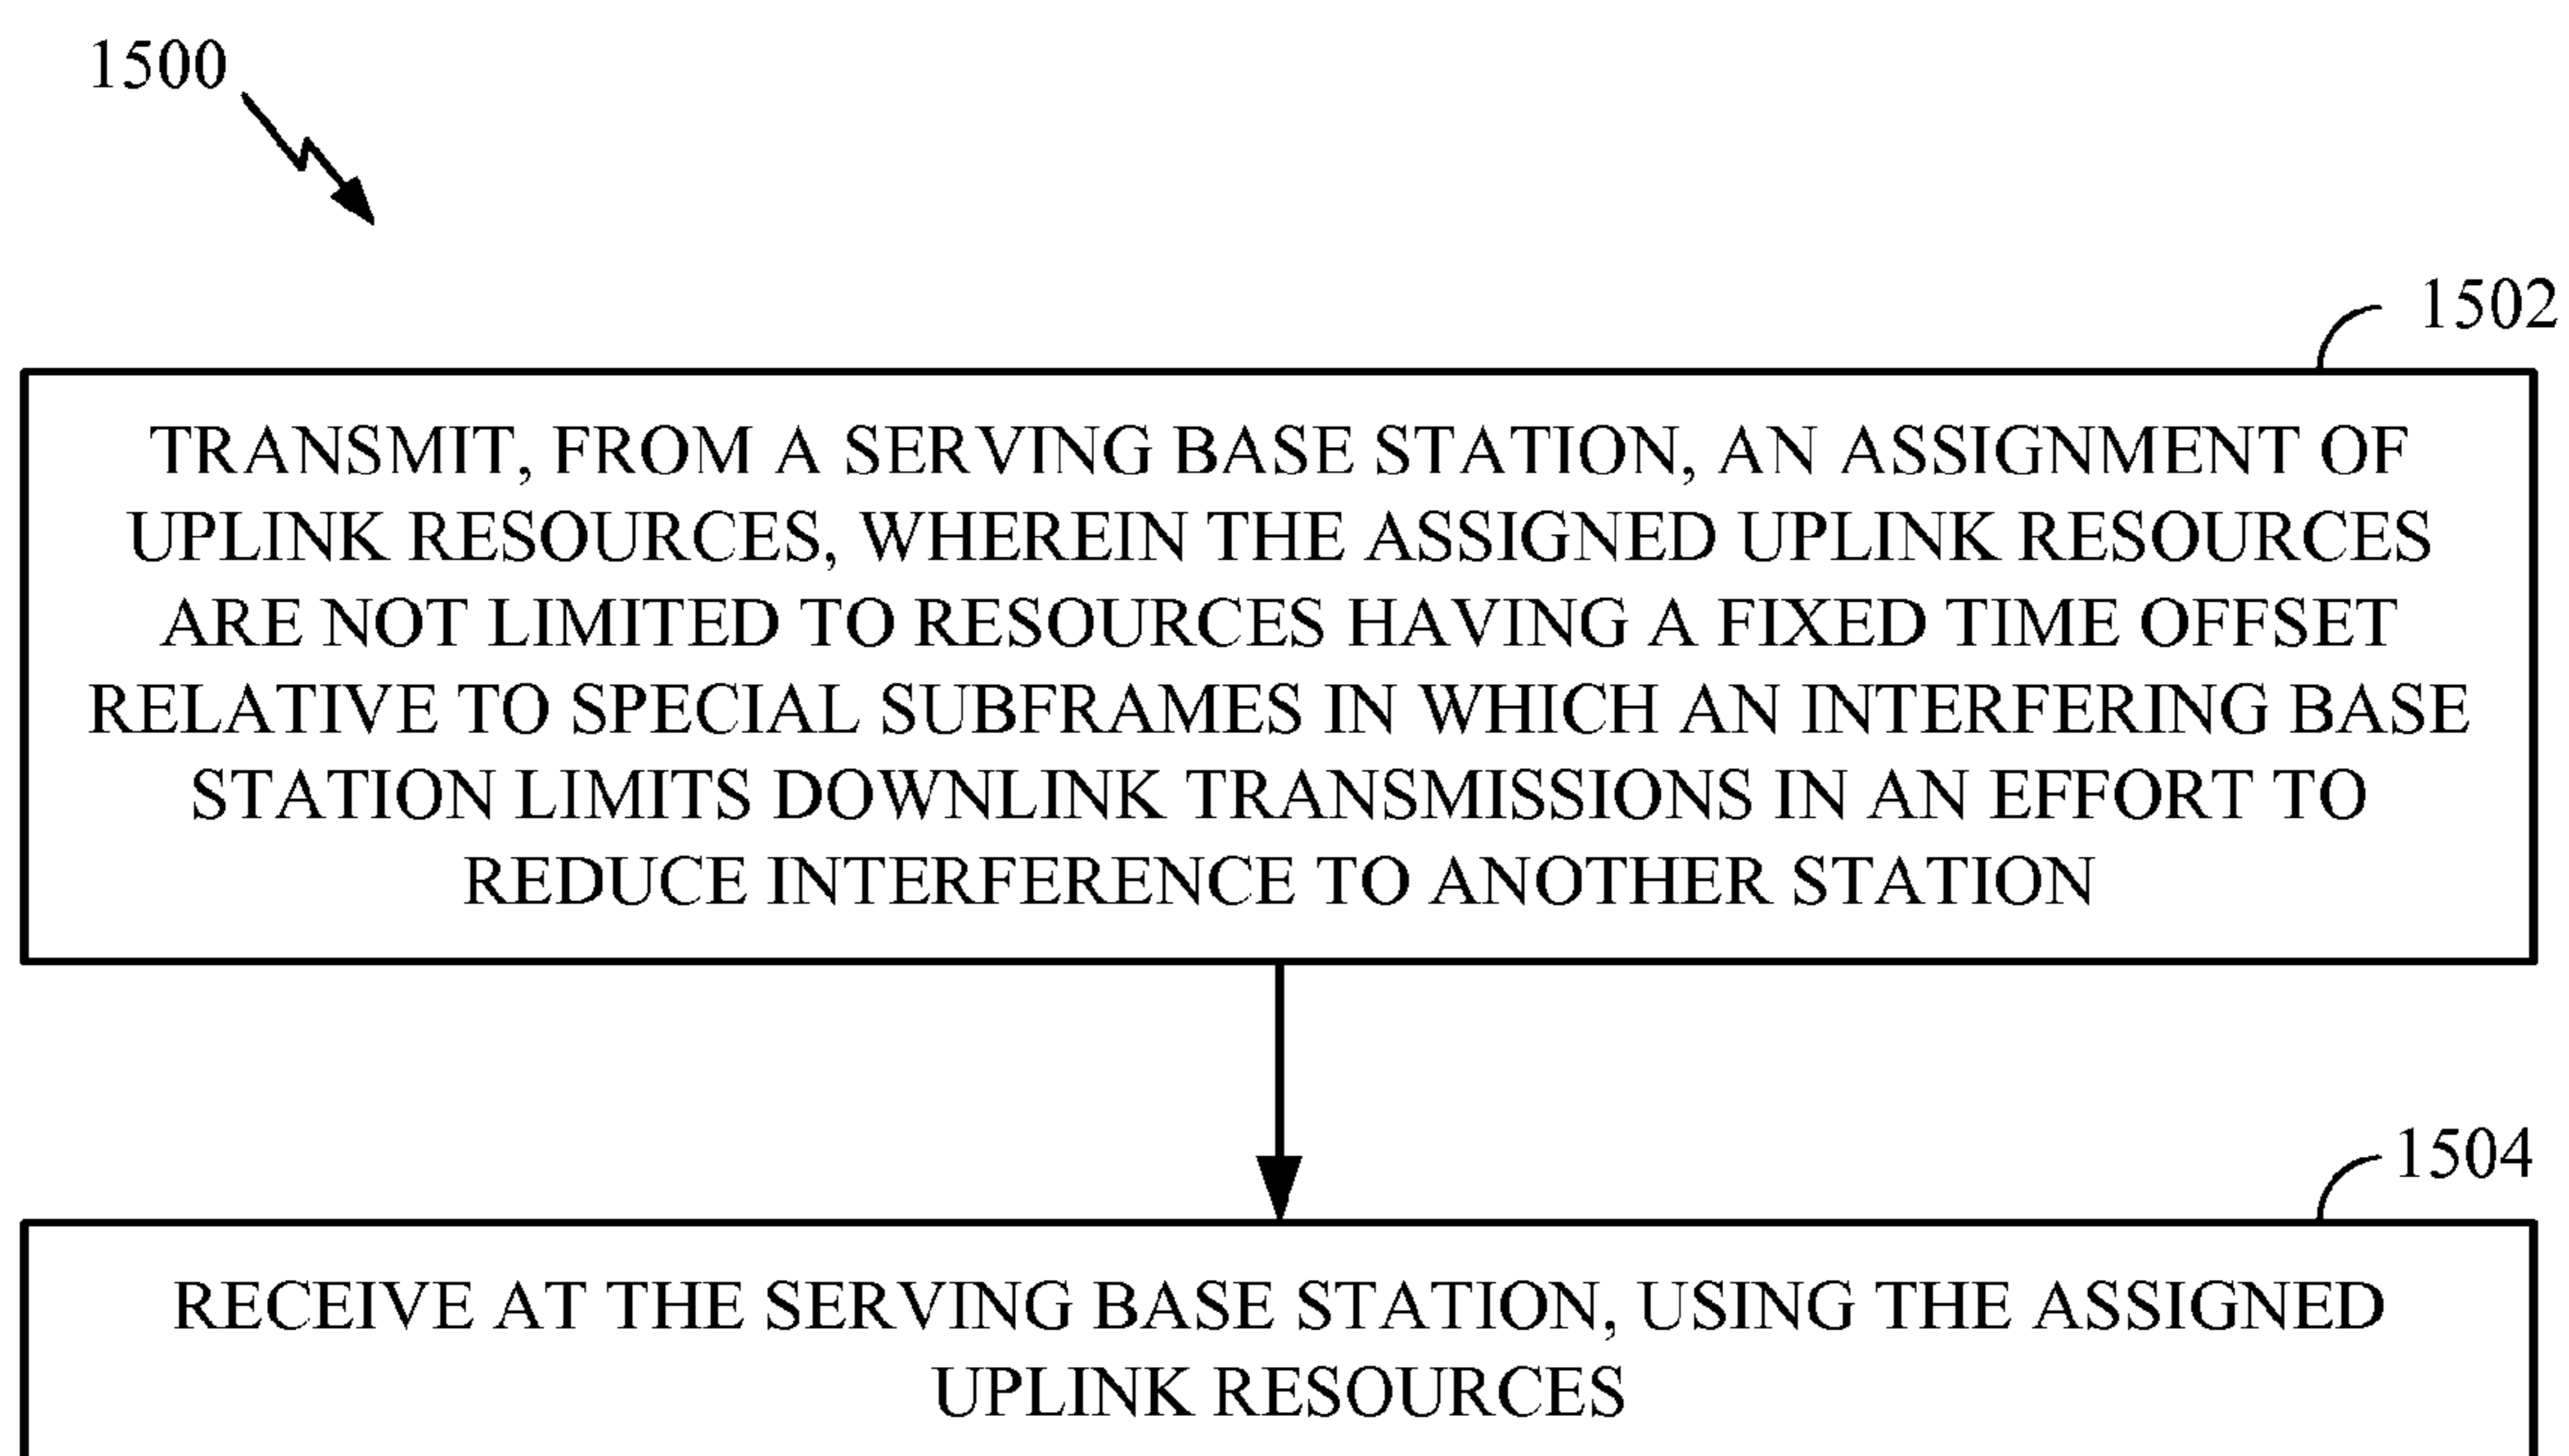 1500
1502
TRANSMIT, FROM A SERVING BASE STATION, AN ASSIGNMENT OF
UPLINK RESOURCES, WHEREIN THE ASSIGNED UPLINK RESOURCES
ARE NOT LIMITED TO RESOURCES HAVING A FIXED TIME OFFSET
RELATIVE TO SPECIAL SUBFRAMES IN WHICH AN INTERFERING BASE
STATION LIMITS DOWNLINK TRANSMISSIONS IN AN EFFORT TO
REDUCE INTERFERENCE TO ANOTHER STATION
1504
RECEIVE AT THE SERVING BASE STATION, USING THE ASSIGNED
UPLINK RESOURCES